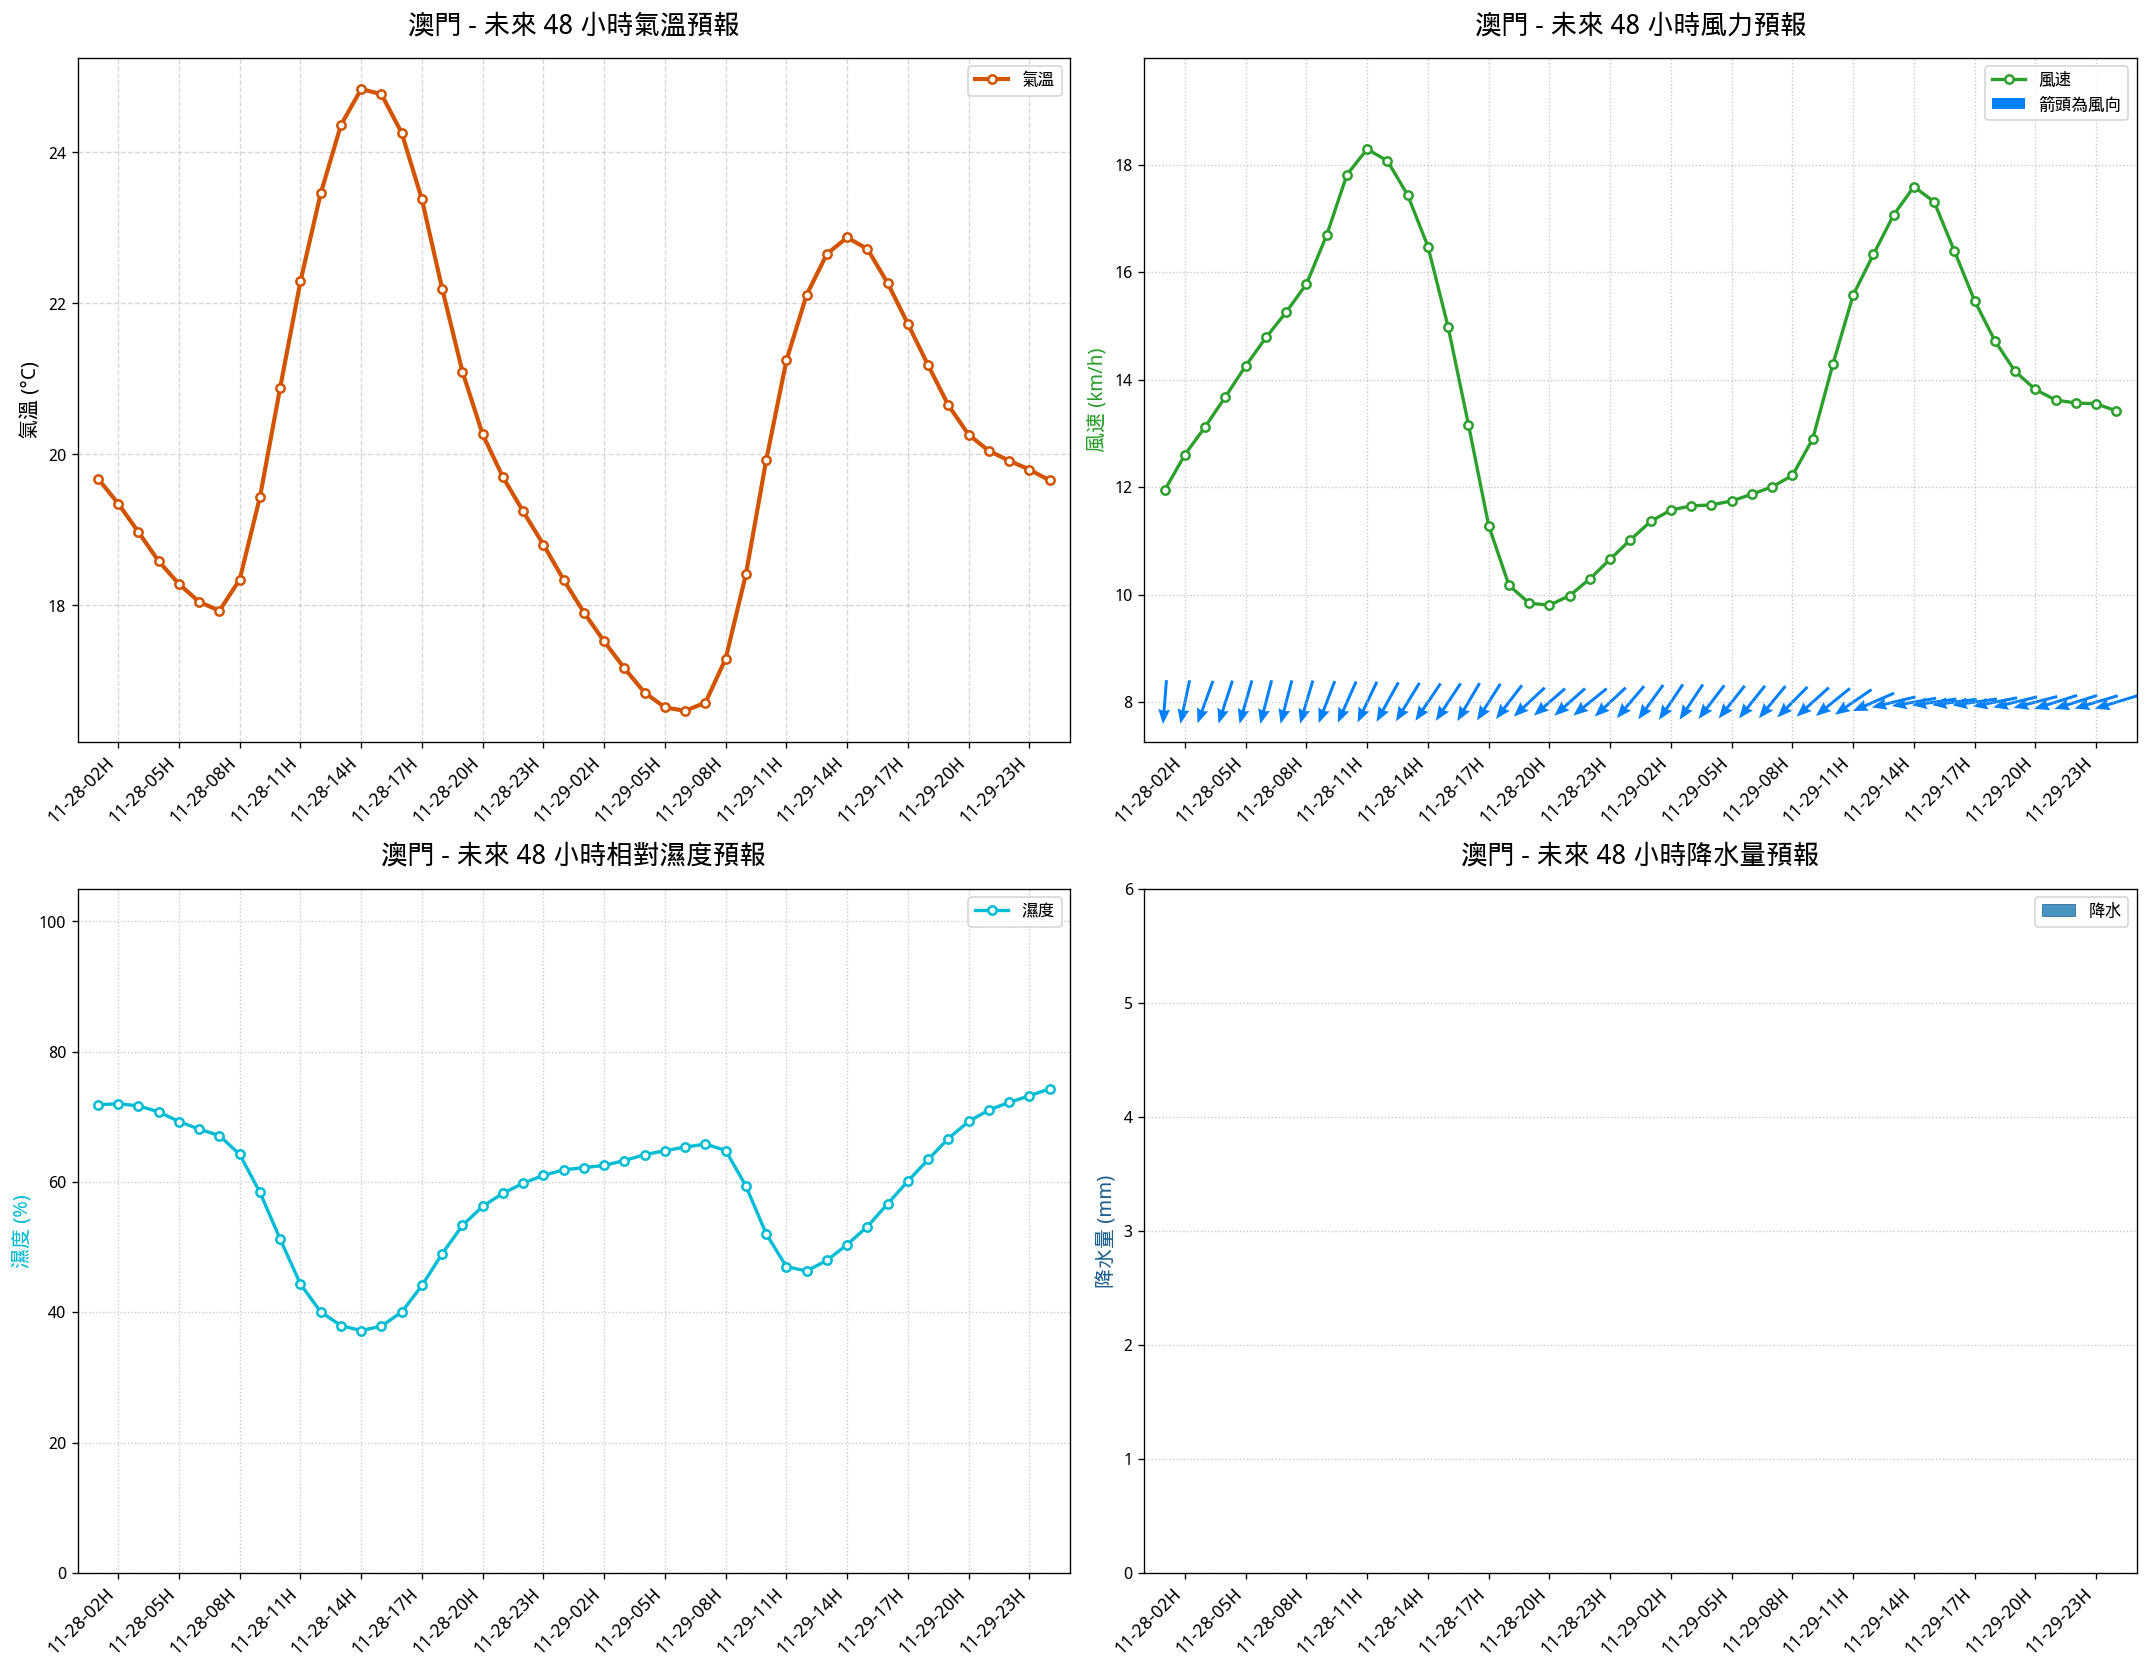 澳門 - 未來 48 小時氣溫預報
氣溫
氣溫 (°C)
24
22
20
18
11-28-02H
11-28-05H
11-28-08H
11-28-11H
11-28-14H
11-28-17H
11-28-20H
11-28-23H
11-29-02H
11-29-05H
11-29-08H
11-29-11H
11-29-14H
11-29-17H
11-29-20H
11-29-23H
澳門 - 未來 48 小時風力預報
風速
箭頭為風向
風速 (km/h)
18
16
14
12
10
8
11-28-02H
11-28-05H
11-28-08H
11-28-11H
11-28-14H
11-28-17H
11-28-20H
11-28-23H
11-29-02H
11-29-05H
11-29-08H
11-29-11H
11-29-14H
11-29-17H
11-29-20H
11-29-23H
澳門 - 未來 48 小時相對濕度預報
濕度
濕度 (%)
100
80
60
40
20
0
11-28-02H
11-28-05H
11-28-08H
11-28-11H
11-28-14H
11-28-17H
11-28-20H
11-28-23H
11-29-02H
11-29-05H
11-29-08H
11-29-11H
11-29-14H
11-29-17H
11-29-20H
11-29-23H
澳門 - 未來 48 小時降水量預報
降水
降水量 (mm)
6
5
4
3
2
1
0
11-28-02H
11-28-05H
11-28-08H
11-28-11H
11-28-14H
11-28-17H
11-28-20H
11-28-23H
11-29-02H
11-29-05H
11-29-08H
11-29-11H
11-29-14H
11-29-17H
11-29-20H
11-29-23H